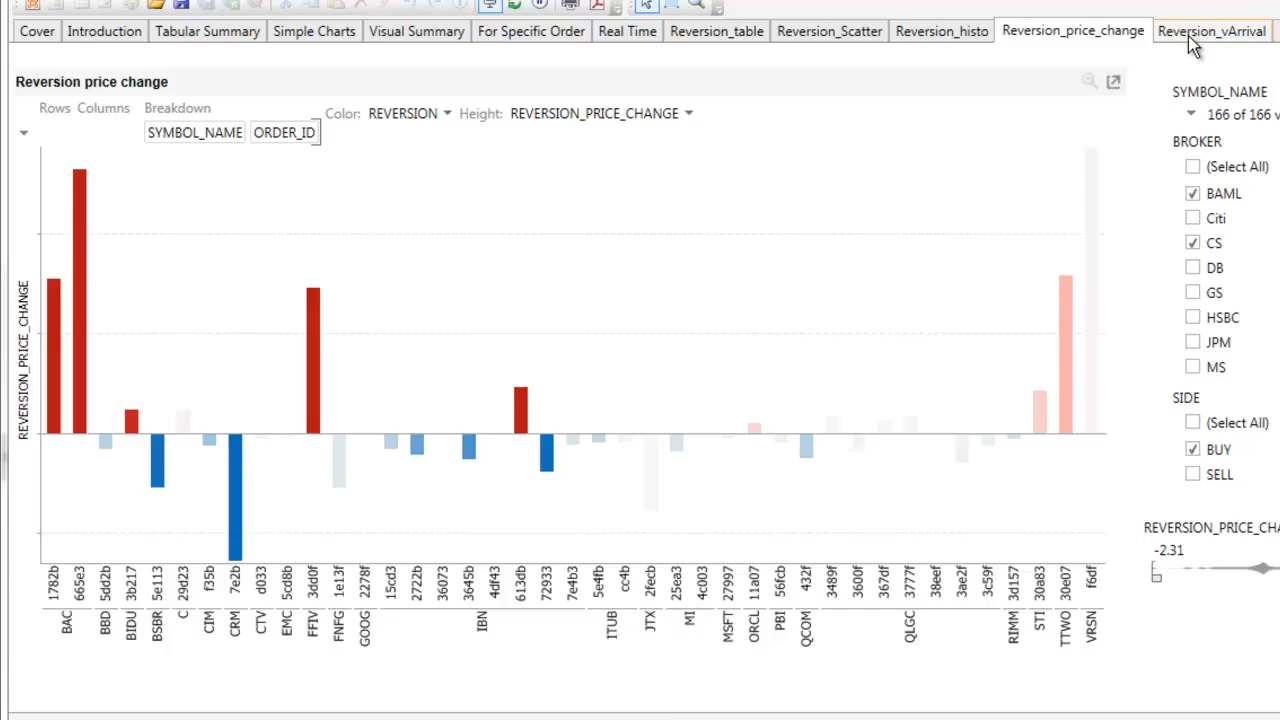 Cover Introduction Tabular Summary Simple Charts Visual Summary For Specific Order Real Time Reversion_table Reversion_Scatter Reversion_histo Reversion_price_change Reversion_vArrival
Reversion price change
Rows Columns Breakdown Color: REVERSION Height: REVERSION_PRICE_CHANGE
SYMBOL_NAME ORDER_ID
REVERSION_PRICE_CHANGE
1782b 665e3 5dd2b 3b217 5e113 29d23 f35b 7e2b d033 5cd8b 3dd0f 1e13f 2278f 15cd3 2722b 36073 3645b 4df43 613db 72933 7e4b3 5e4fb cc4b 2fecb 25ea3 4c003 27997 11a07 56fcb 432f 3489f 3600f 367df 3777f 38eef 3ae2f 3c59f 3d157 30a83 30e07 f6df
BAC BBD BIDU BSBR C CIM CRM CTV EMC FFIV FNFG GOOG IBN ITUB JTX MI MSFT ORCL PBI QCOM QLGC RIMM STI TTWO VRSN
SYMBOL_NAME
166 of 166 v
BROKER
(Select All)
BAML
Citi
CS
DB
GS
HSBC
JPM
MS
SIDE
(Select All)
BUY
SELL
REVERSION_PRICE_CHA
-2.31